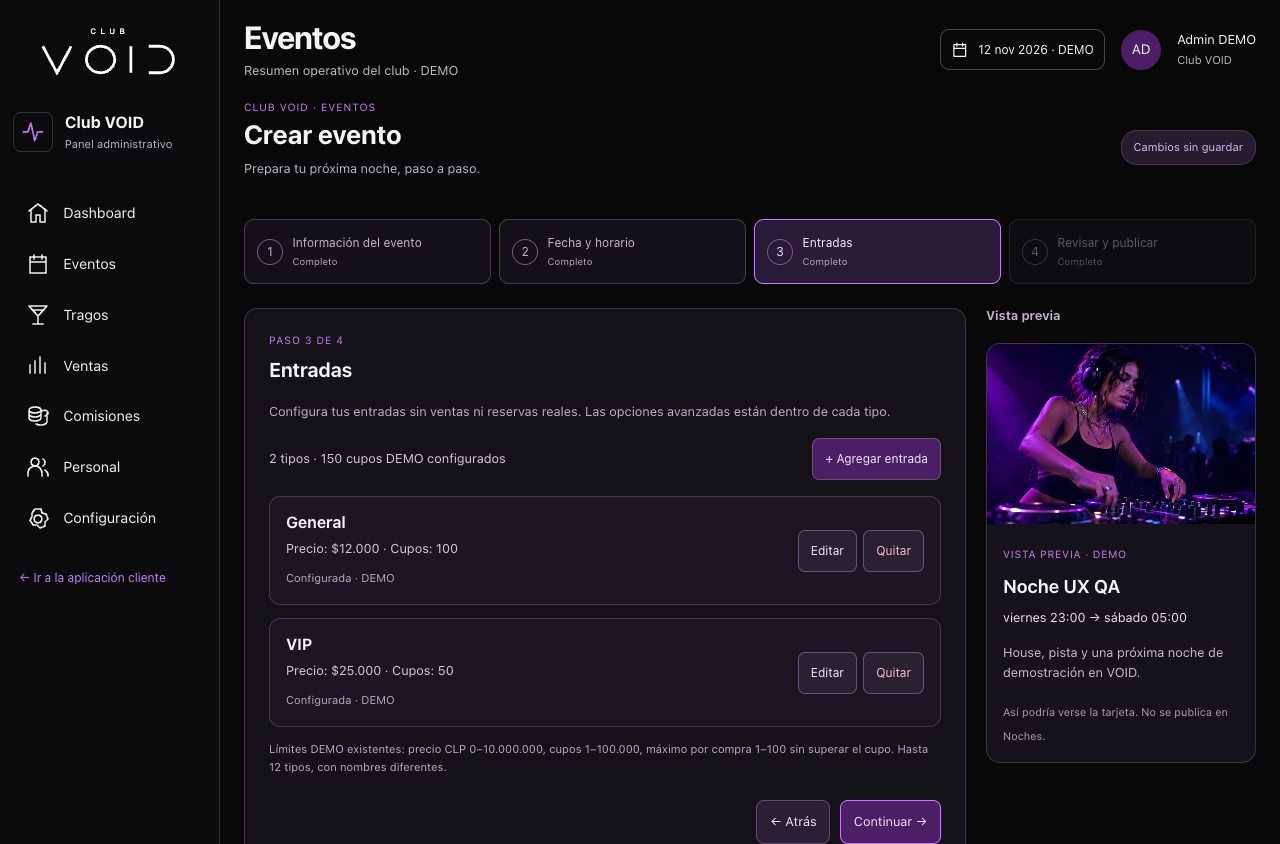 CLUB
VOID
Club VOID
Panel administrativo
Dashboard
Eventos
Tragos
Ventas
Comisiones
Personal
Configuración
← Ir a la aplicación cliente
Eventos
Resumen operativo del club · DEMO
12 nov 2026 · DEMO
AD
Admin DEMO
Club VOID
CLUB VOID · EVENTOS
Crear evento
Prepara tu próxima noche, paso a paso.
Cambios sin guardar
1
Información del evento
Completo
2
Fecha y horario
Completo
3
Entradas
Completo
4
Revisar y publicar
Completo
PASO 3 DE 4
Entradas
Configura tus entradas sin ventas ni reservas reales. Las opciones avanzadas están dentro de cada tipo.
2 tipos · 150 cupos DEMO configurados
+ Agregar entrada
General
Precio: $12.000 · Cupos: 100
Configurada · DEMO
Editar
Quitar
VIP
Precio: $25.000 · Cupos: 50
Configurada · DEMO
Editar
Quitar
Límites DEMO existentes: precio CLP 0–10.000.000, cupos 1–100.000, máximo por compra 1–100 sin superar el cupo. Hasta
12 tipos, con nombres diferentes.
← Atrás
Continuar →
Vista previa
VISTA PREVIA · DEMO
Noche UX QA
viernes 23:00 → sábado 05:00
House, pista y una próxima noche de
demostración en VOID.
Así podría verse la tarjeta. No se publica en
Noches.